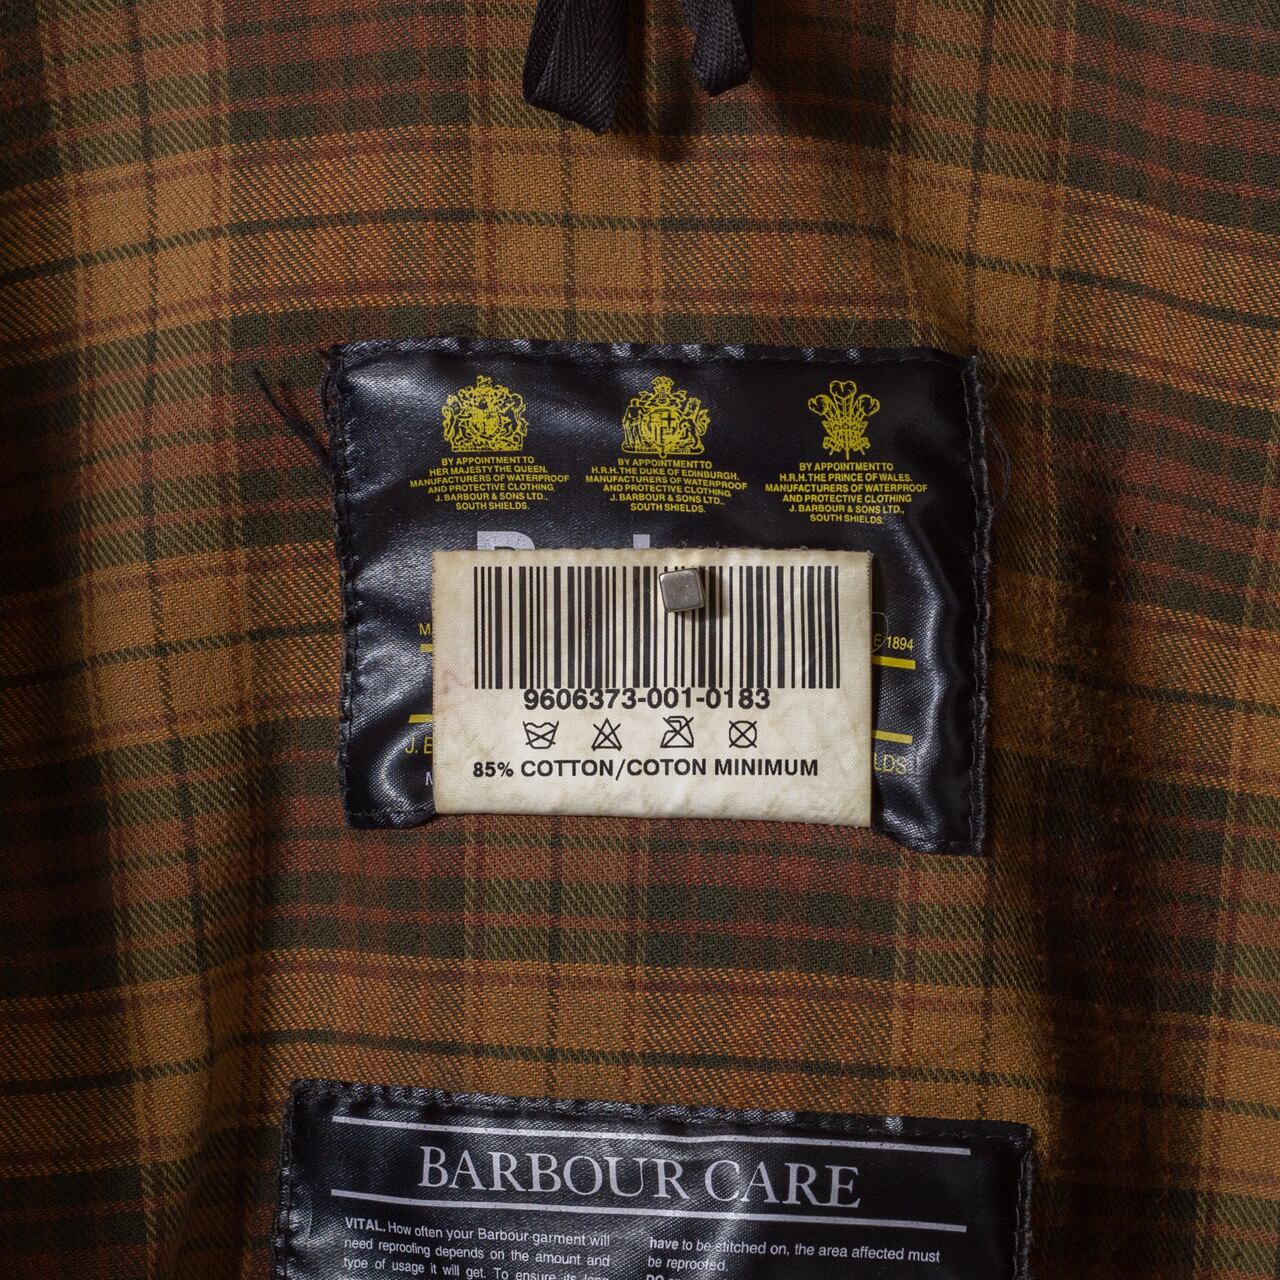 BY APPOINTMENT TO
HER MAJESTY THE QUEEN,
MANUFACTURERS OF WATERPROOF
AND PROTECTIVE CLOTHING
J. BARBOUR & SONS LTD.,
SOUTH SHIELDS.
BY APPOINTMENT TO
H.R.H. THE DUKE OF EDINBURGH,
MANUFACTURERS OF WATERPROOF
AND PROTECTIVE CLOTHING
J. BARBOUR & SONS LTD.,
SOUTH SHIELDS.
BY APPOINTMENT TO
H.R.H. THE PRINCE OF WALES,
MANUFACTURERS OF WATERPROOF
AND PROTECTIVE CLOTHING
J. BARBOUR & SONS LTD.,
SOUTH SHIELDS.
1894
9606373-001-0183
85% COTTON/COTON MINIMUM
BARBOUR CARE
VITAL. How often your Barbour garment will
need reproofing depends on the amount and
type of usage it will get. To ensure its long
have to be stitched on, the area affected must
be reproofed.